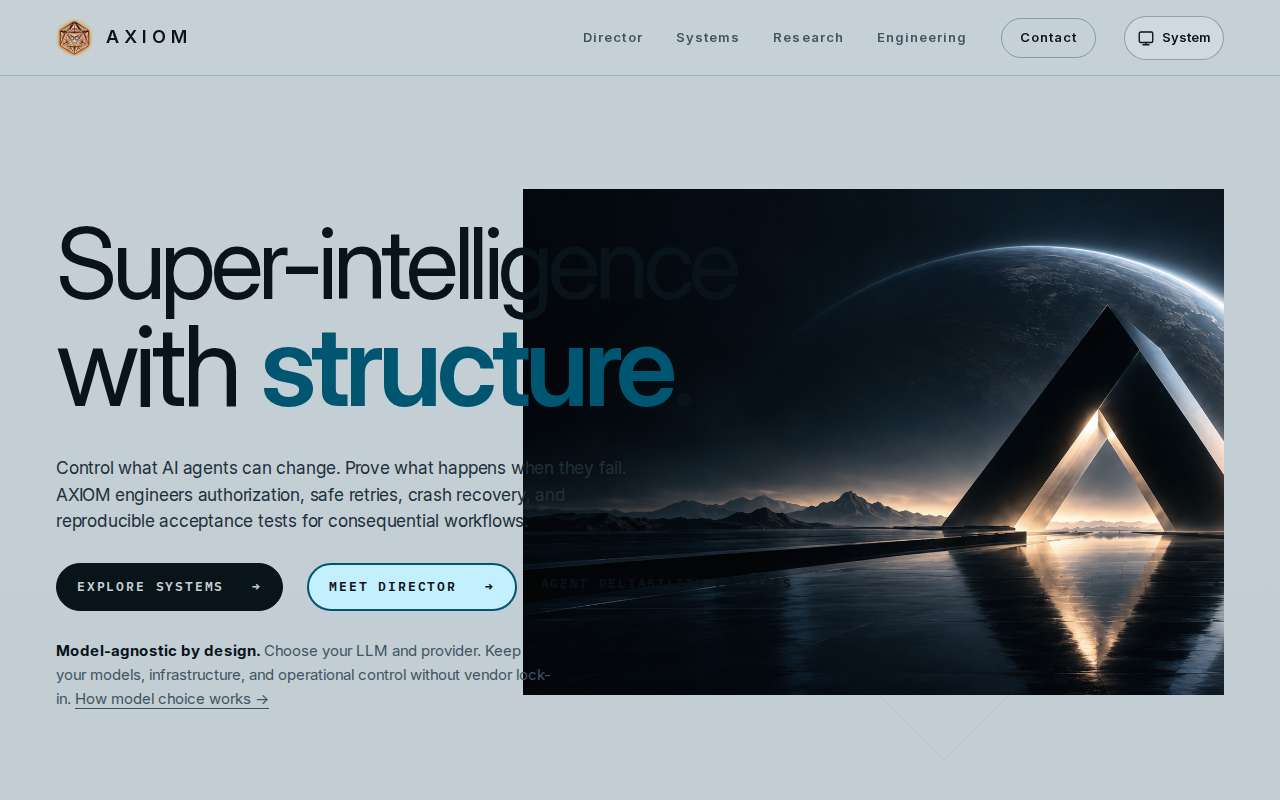 AXIOM
Director
Systems
Research
Engineering
Contact
System
Super-intelligence
with structure.
Control what AI agents can change. Prove what happens when they fail.
AXIOM engineers authorization, safe retries, crash recovery, and
reproducible acceptance tests for consequential workflows.
EXPLORE SYSTEMS →
MEET DIRECTOR →
AGENT RELIABILITY
Model-agnostic by design. Choose your LLM and provider. Keep
your models, infrastructure, and operational control without vendor lock-
in. How model choice works →